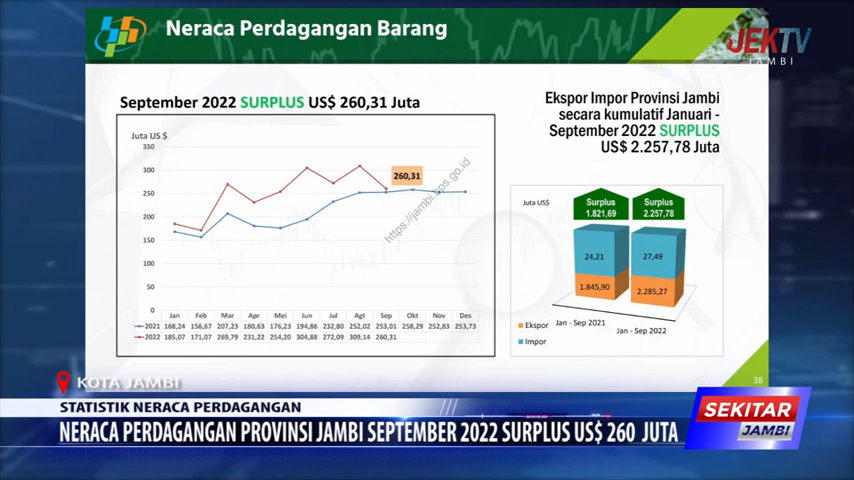 Neraca Perdagangan Barang
JEKTV
JAMBI
September 2022 SURPLUS US$ 260,31 Juta
Juta US $
350
300
250
200
150
100
50
0
260,31
https://jambi.bps.go.id
Jan Feb Mar Apr Mei Jun Jul Agt Sep Okt Nov Des
2021 168,24 156,67 207,23 180,63 176,23 194,86 232,80 252,02 253,01 258,29 252,83 253,73
2022 185,07 171,07 269,79 231,22 254,20 304,88 272,09 309,14 260,31
Ekspor Impor Provinsi Jambi
secara kumulatif Januari -
September 2022 SURPLUS
US$ 2.257,78 Juta
Juta US$
Surplus
1.821,69
Surplus
2.257,78
24,21
27,49
1.845,90
2.285,27
Ekspor
Impor
Jan - Sep 2021
Jan - Sep 2022
38
KOTA JAMBI
STATISTIK NERACA PERDAGANGAN
NERACA PERDAGANGAN PROVINSI JAMBI SEPTEMBER 2022 SURPLUS US$ 260 JUTA
SEKITAR
JAMBI